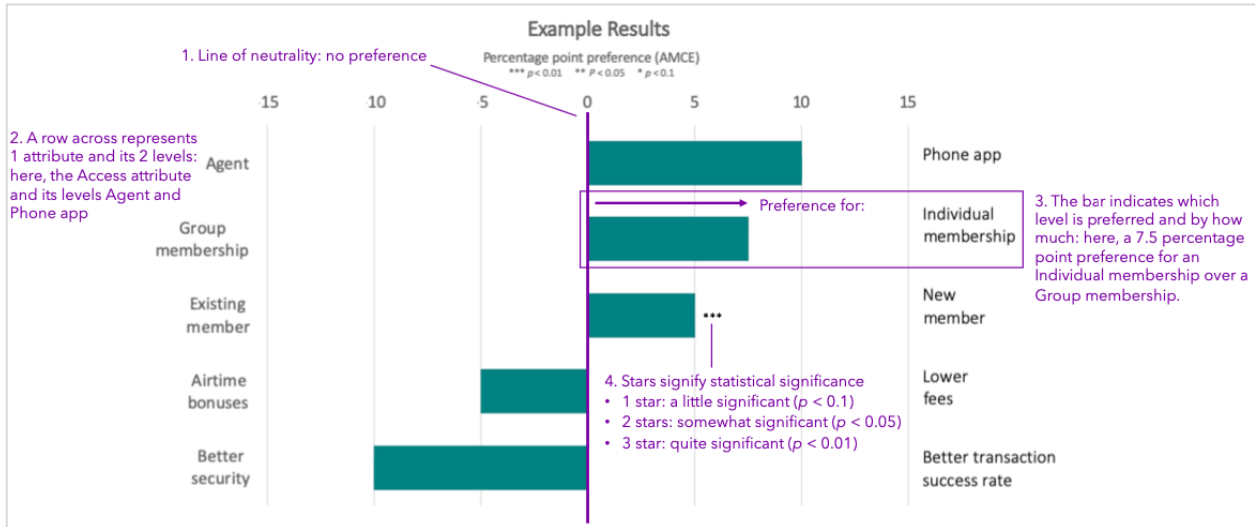 Example Results
1. Line of neutrality: no preference
Percentage point preference (AMCE)
*** p<0.01 ** P<0.05 * p<0.1
-15 -10 -5 0 5 10 15
2. A row across represents
1 attribute and its 2 levels:
here, the Access attribute
and its levels Agent and
Phone app
Agent
Phone app
Preference for:
Group
membership
Individual
membership
3. The bar indicates which
level is preferred and by how
much: here, a 7.5 percentage
point preference for an
Individual membership over a
Group membership.
Existing
member
***
New
member
4. Stars signify statistical significance
• 1 star: a little significant (p < 0.1)
• 2 stars: somewhat significant (p < 0.05)
• 3 star: quite significant (p < 0.01)
Airtime
bonuses
Lower
fees
Better
security
Better transaction
success rate